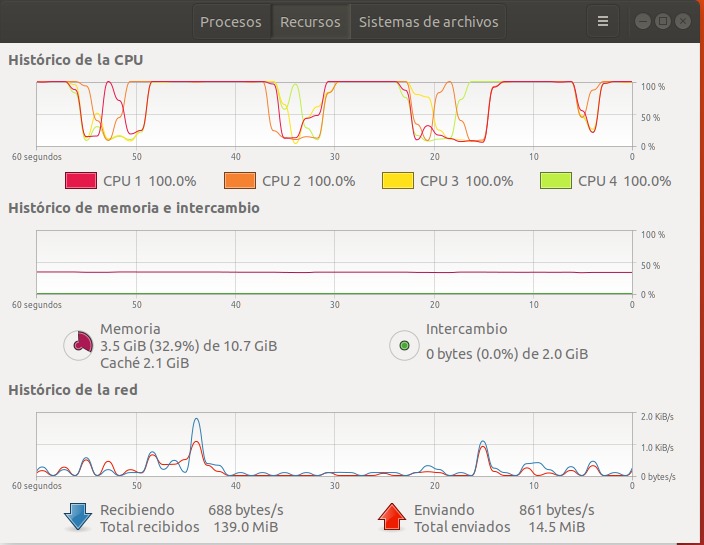 Procesos Recursos Sistemas de archivos
Histórico de la CPU
100 %
50 %
0 %
60 segundos 50 40 30 20 10 0
CPU 1 100.0% CPU 2 100.0% CPU 3 100.0% CPU 4 100.0%
Histórico de memoria e intercambio
100 %
50 %
0 %
60 segundos 50 40 30 20 10 0
Memoria
3.5 GiB (32.9%) de 10.7 GiB
Caché 2.1 GiB
Intercambio
0 bytes (0.0%) de 2.0 GiB
Histórico de la red
2.0 KiB/s
1.0 KiB/s
0 bytes/s
60 segundos 50 40 30 20 10 0
Recibiendo 688 bytes/s
Total recibidos 139.0 MiB
Enviando 861 bytes/s
Total enviados 14.5 MiB